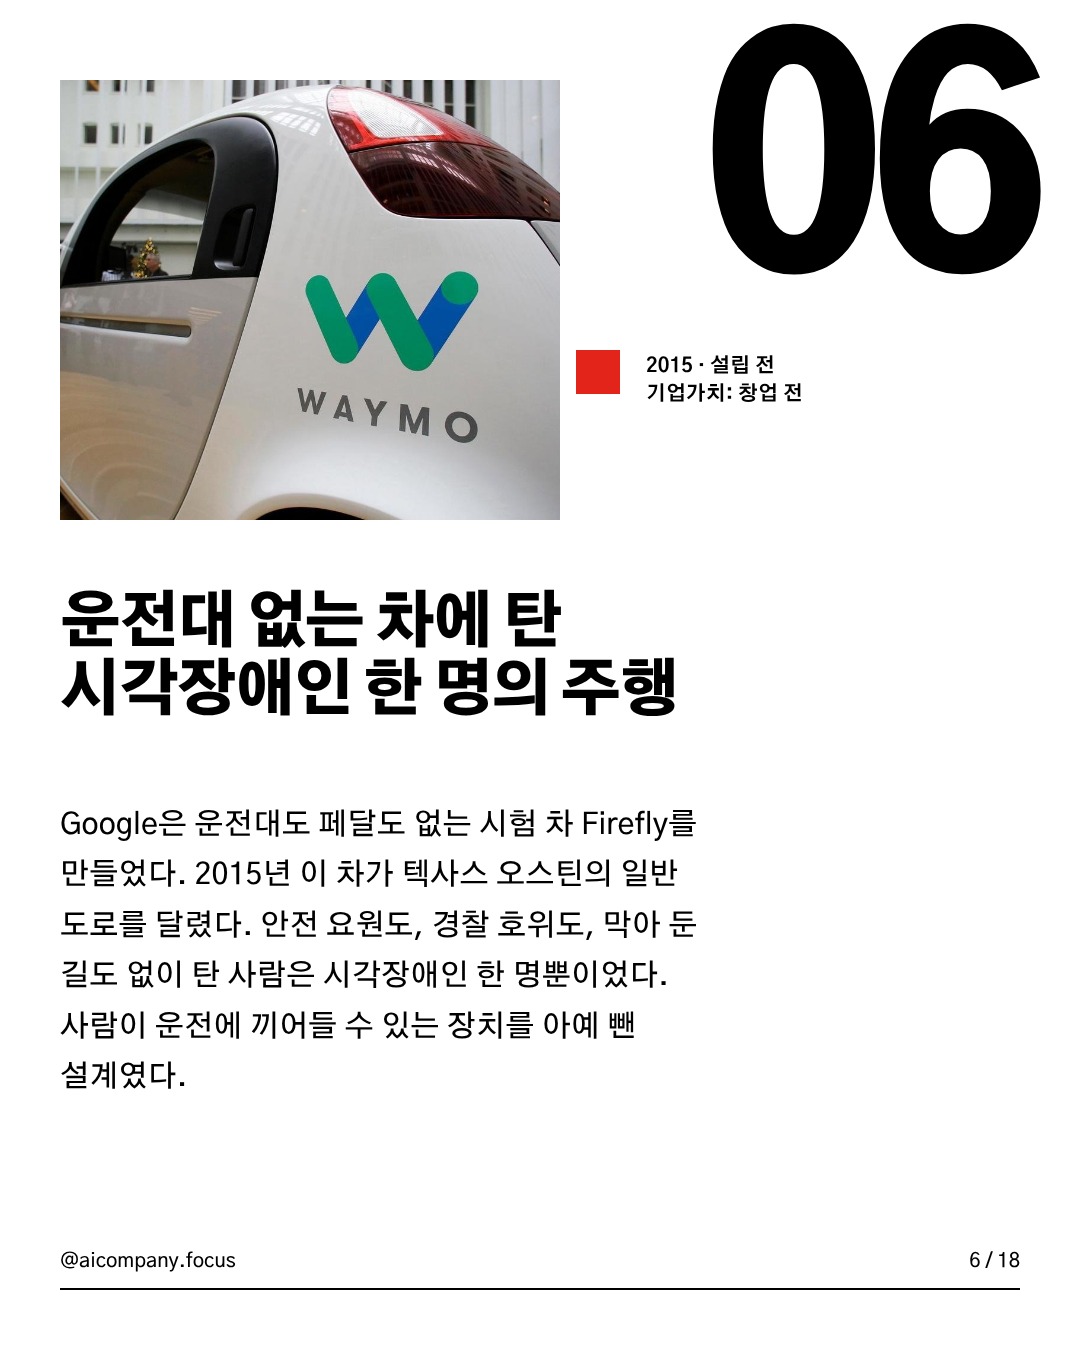 06
WAYMO
2015 · 설립 전
기업가치: 창업 전
운전대 없는 차에 탄
시각장애인 한 명의 주행
Google은 운전대도 페달도 없는 시험 차 Firefly를
만들었다. 2015년 이 차가 텍사스 오스틴의 일반
도로를 달렸다. 안전 요원도, 경찰 호위도, 막아 둔
길도 없이 탄 사람은 시각장애인 한 명뿐이었다.
사람이 운전에 끼어들 수 있는 장치를 아예 뺀
설계였다.
@aicompany.focus
6 / 18